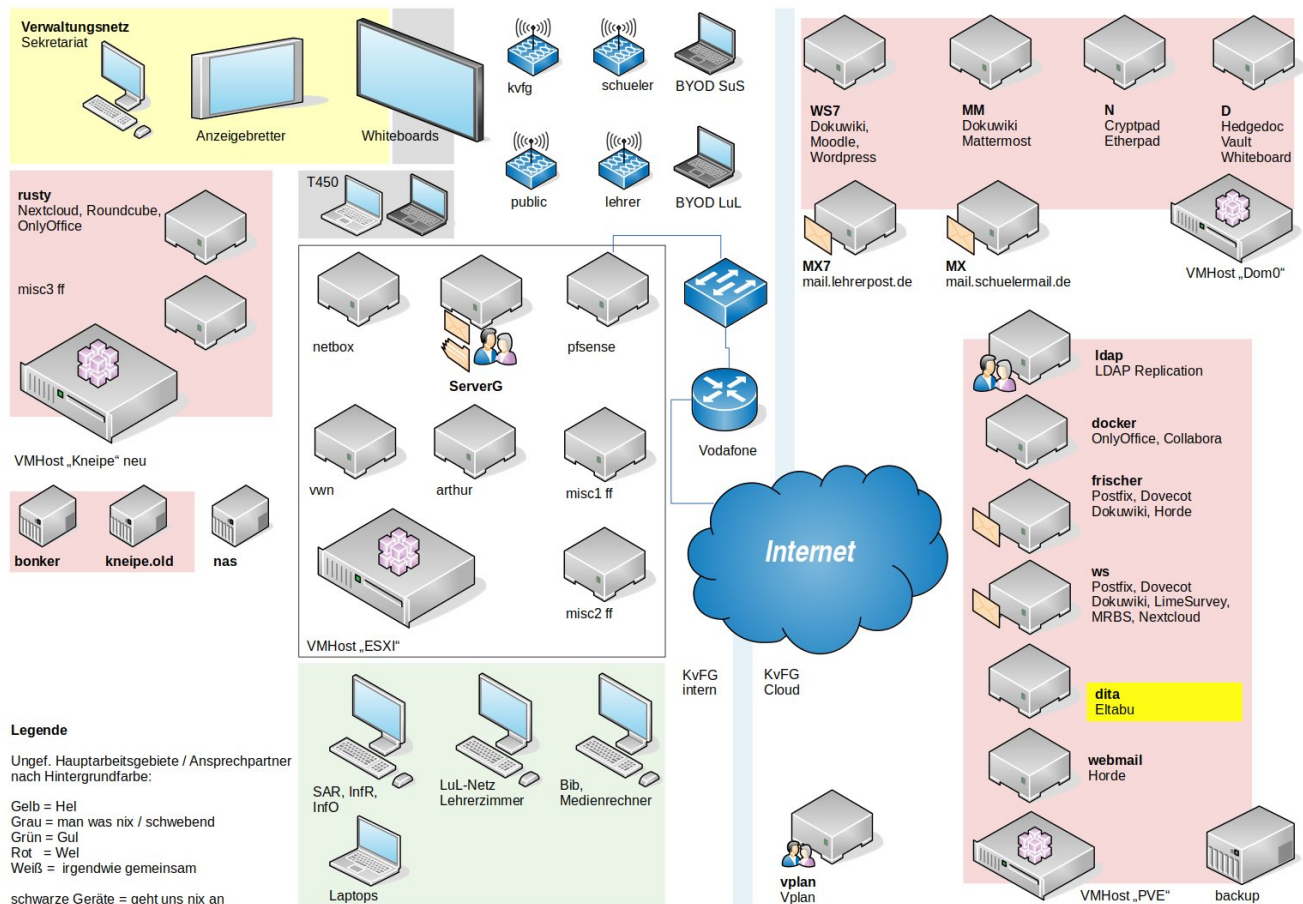 Verwaltungsnetz
Sekretariat
Anzeigebretter
Whiteboards
kvfg
schueler
BYOD SuS
public
lehrer
BYOD LuL
T450
WS7
Dokuwiki,
Moodle,
Wordpress
MM
Dokuwiki
Mattermost
N
Cryptpad
Etherpad
D
Hedgedoc
Vault
Whiteboard
MX7
mail.lehrerpost.de
MX
mail.schuelermail.de
VMHost „Dom0“
rusty
Nextcloud, Roundcube,
OnlyOffice
misc3 ff
VMHost „Kneipe“ neu
bonker
kneipe.old
nas
netbox
ServerG
pfsense
vwn
arthur
misc1 ff
misc2 ff
VMHost „ESXI“
Vodafone
Internet
KvFG
intern
KvFG
Cloud
ldap
LDAP Replication
docker
OnlyOffice, Collabora
frischer
Postfix, Dovecot
Dokuwiki, Horde
ws
Postfix, Dovecot
Dokuwiki, LimeSurvey,
MRBS, Nextcloud
dita
Eltabu
webmail
Horde
VMHost „PVE“
backup
vplan
Vplan
SAR, InfR,
InfO
LuL-Netz
Lehrerzimmer
Bib,
Medienrechner
Laptops
Legende
Ungef. Hauptarbeitsgebiete / Ansprechpartner
nach Hintergrundfarbe:
Gelb = Hel
Grau = man was nix / schwebend
Grün = Gul
Rot = Wel
Weiß = irgendwie gemeinsam
schwarze Geräte = geht uns nix an